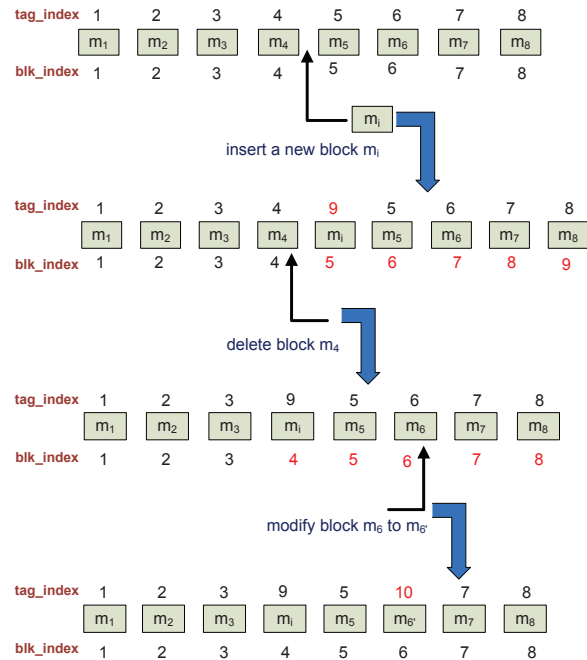 tag_index 1 2 3 4 5 6 7 8
m₁ m₂ m₃ m₄ m₅ m₆ m₇ m₈
blk_index 1 2 3 4 5 6 7 8
mᵢ
insert a new block mᵢ
tag_index 1 2 3 4 9 5 6 7 8
m₁ m₂ m₃ m₄ mᵢ m₅ m₆ m₇ m₈
blk_index 1 2 3 4 5 6 7 8 9
delete block m₄
tag_index 1 2 3 9 5 6 7 8
m₁ m₂ m₃ mᵢ m₅ m₆ m₇ m₈
blk_index 1 2 3 4 5 6 7 8
modify block m₆ to m₆'
tag_index 1 2 3 9 5 10 7 8
m₁ m₂ m₃ mᵢ m₅ m₆' m₇ m₈
blk_index 1 2 3 4 5 6 7 8